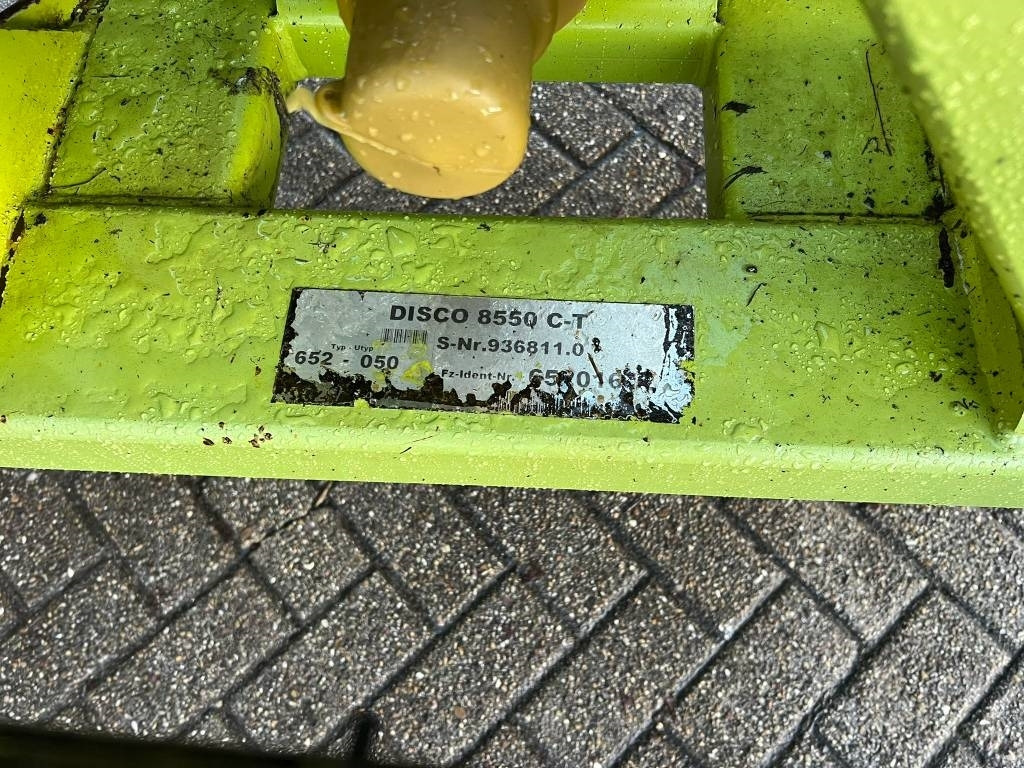 DISCO 8550 C-T
S-Nr.936811.0
Typ - Utyp
652 - 050
Fz-Ident-Nr.